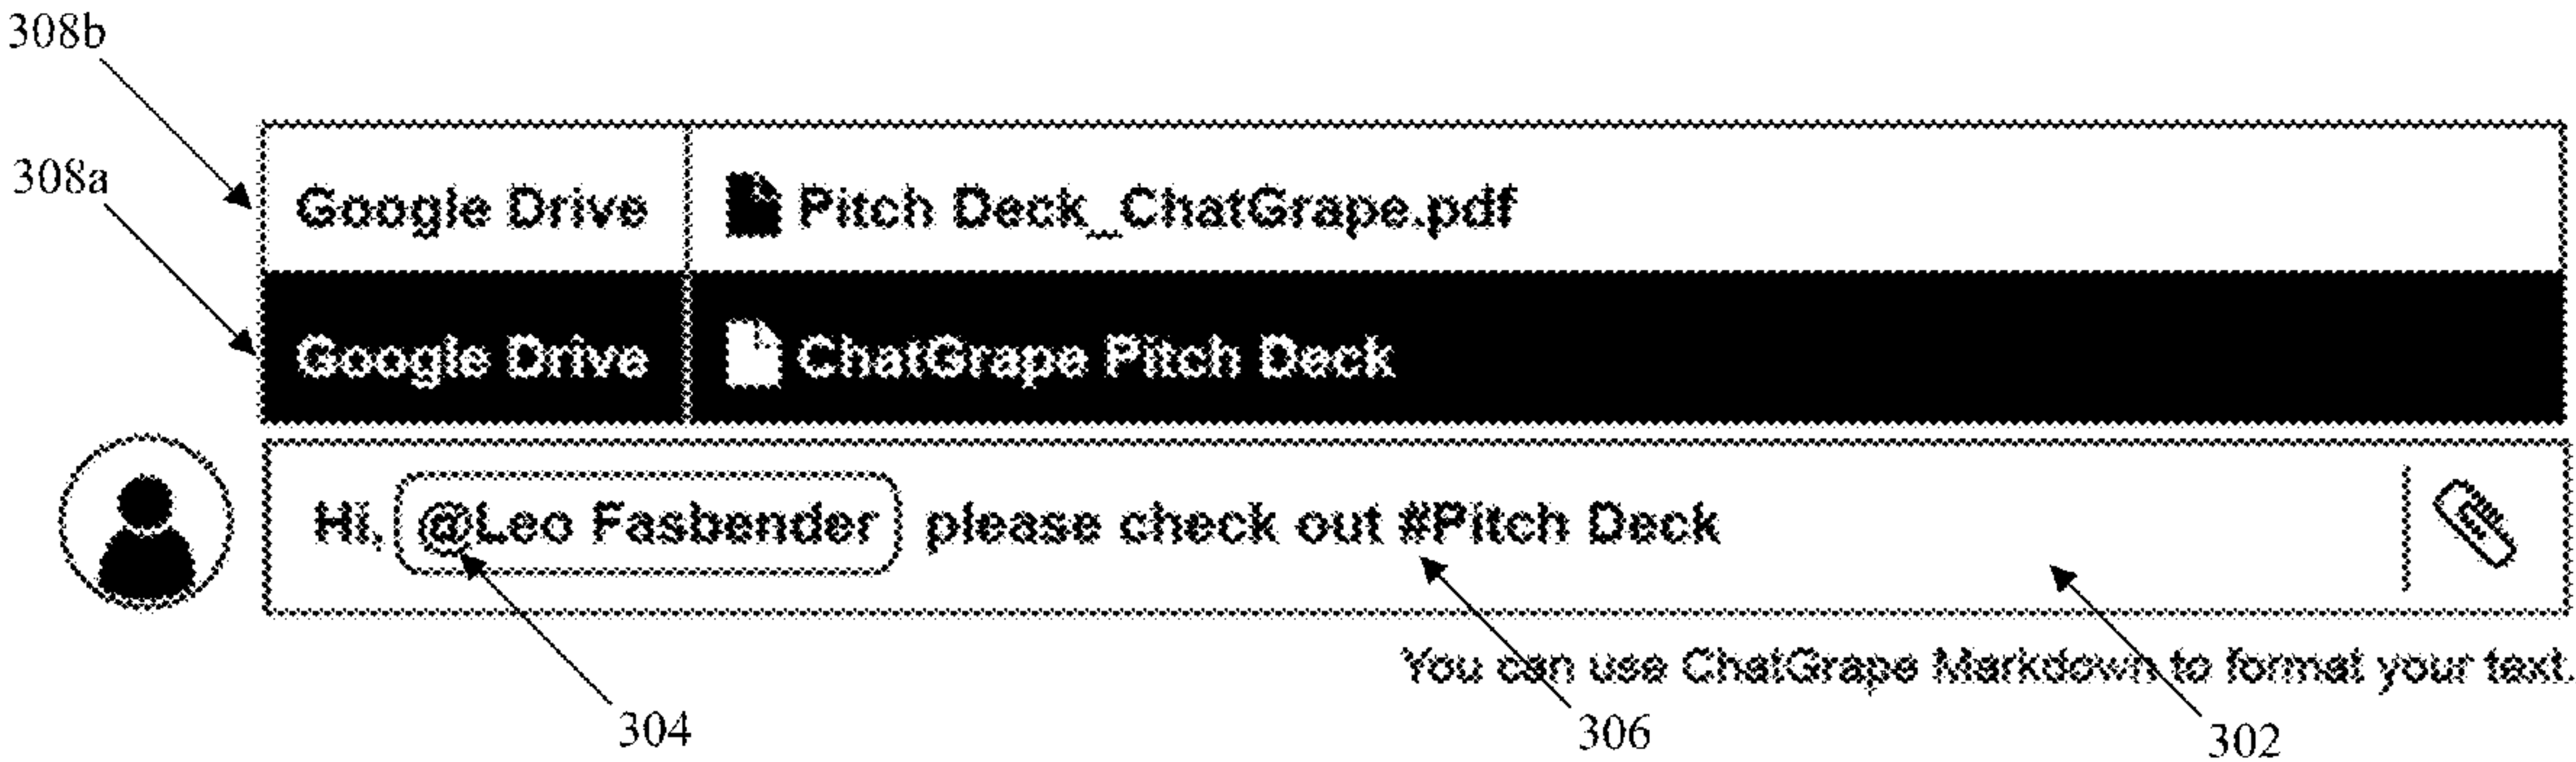 308b
308a
Google Drive Pitch Deck_ChatGrape.pdf
Google Drive ChatGrape Pitch Deck
Hi, @Leo Fasbender please check out #Pitch Deck
You can use ChatGrape Markdown to format your text.
304
306
302